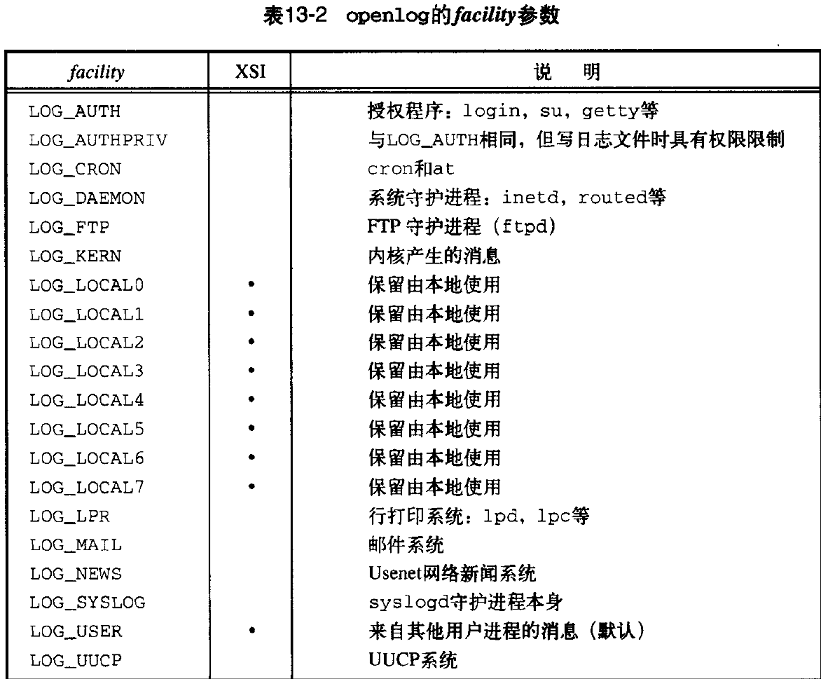 表13-2 openlog的facility参数
facility XSI 说 明
LOG_AUTH 授权程序：login，su，getty等
LOG_AUTHPRIV 与LOG_AUTH相同，但写日志文件时具有权限限制
LOG_CRON cron和at
LOG_DAEMON 系统守护进程：inetd，routed等
LOG_FTP FTP 守护进程（ftpd）
LOG_KERN 内核产生的消息
LOG_LOCAL0 • 保留由本地使用
LOG_LOCAL1 • 保留由本地使用
LOG_LOCAL2 • 保留由本地使用
LOG_LOCAL3 • 保留由本地使用
LOG_LOCAL4 • 保留由本地使用
LOG_LOCAL5 • 保留由本地使用
LOG_LOCAL6 • 保留由本地使用
LOG_LOCAL7 • 保留由本地使用
LOG_LPR 行打印系统：lpd，lpc等
LOG_MAIL 邮件系统
LOG_NEWS Usenet网络新闻系统
LOG_SYSLOG syslogd守护进程本身
LOG_USER • 来自其他用户进程的消息（默认）
LOG_UUCP UUCP系统